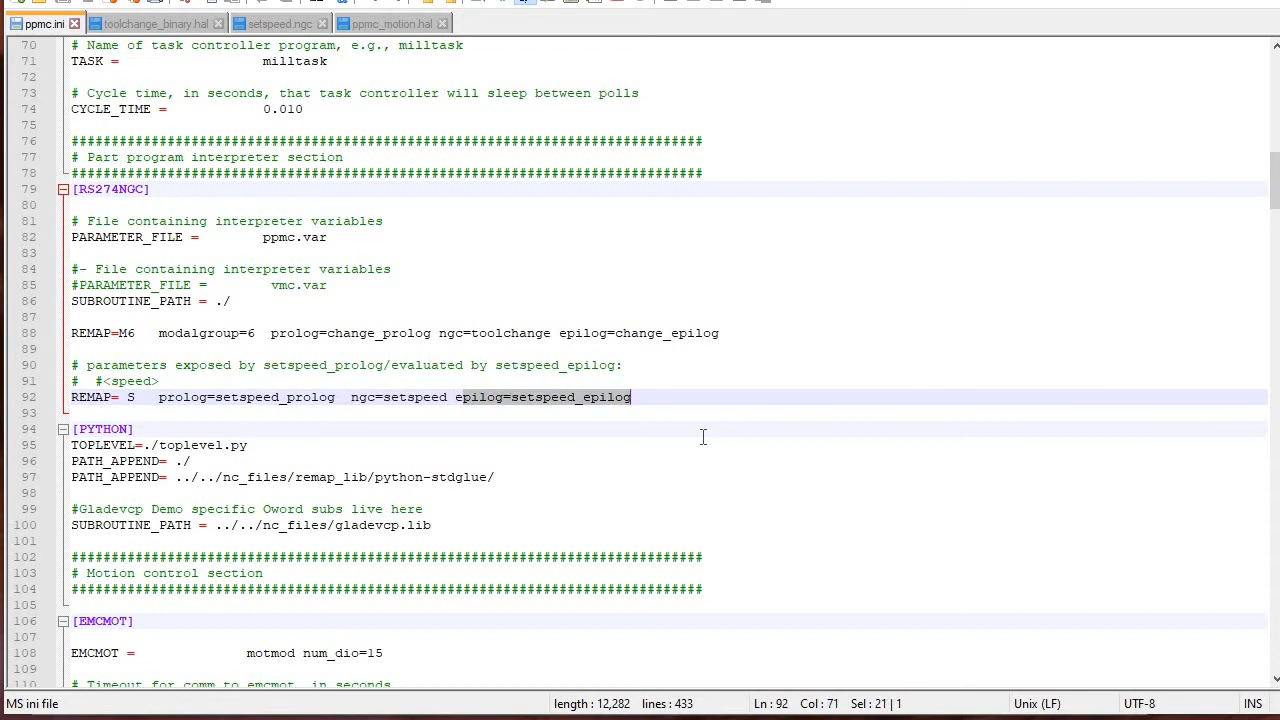 ppmc.ini toolchange_binary.hal setspeed.ngc ppmc_motion.hal
70 # Name of task controller program, e.g., milltask
71 TASK = milltask
72
73 # Cycle time, in seconds, that task controller will sleep between polls
74 CYCLE_TIME = 0.010
75
76 ###############################################################################
77 # Part program interpreter section
78 ###############################################################################
79 [RS274NGC]
80
81 # File containing interpreter variables
82 PARAMETER_FILE = ppmc.var
83
84 #- File containing interpreter variables
85 #PARAMETER_FILE = vmc.var
86 SUBROUTINE_PATH = ./
87
88 REMAP=M6 modalgroup=6 prolog=change_prolog ngc=toolchange epilog=change_epilog
89
90 # parameters exposed by setspeed_prolog/evaluated by setspeed_epilog:
91 # #<speed>
92 REMAP= S prolog=setspeed_prolog ngc=setspeed epilog=setspeed_epilog
93
94 [PYTHON]
95 TOPLEVEL=./toplevel.py
96 PATH_APPEND= ./
97 PATH_APPEND= ../../nc_files/remap_lib/python-stdglue/
98
99 #Gladevcp Demo specific Oword subs live here
100 SUBROUTINE_PATH = ../../nc_files/gladevcp.lib
101
102 ###############################################################################
103 # Motion control section
104 ###############################################################################
105
106 [EMCMOT]
107
108 EMCMOT = motmod num_dio=15
109
110 # Timeout for comm to emcmot, in seconds
MS ini file length : 12,282 lines : 433 Ln : 92 Col : 71 Sel : 21 | 1 Unix (LF) UTF-8 INS